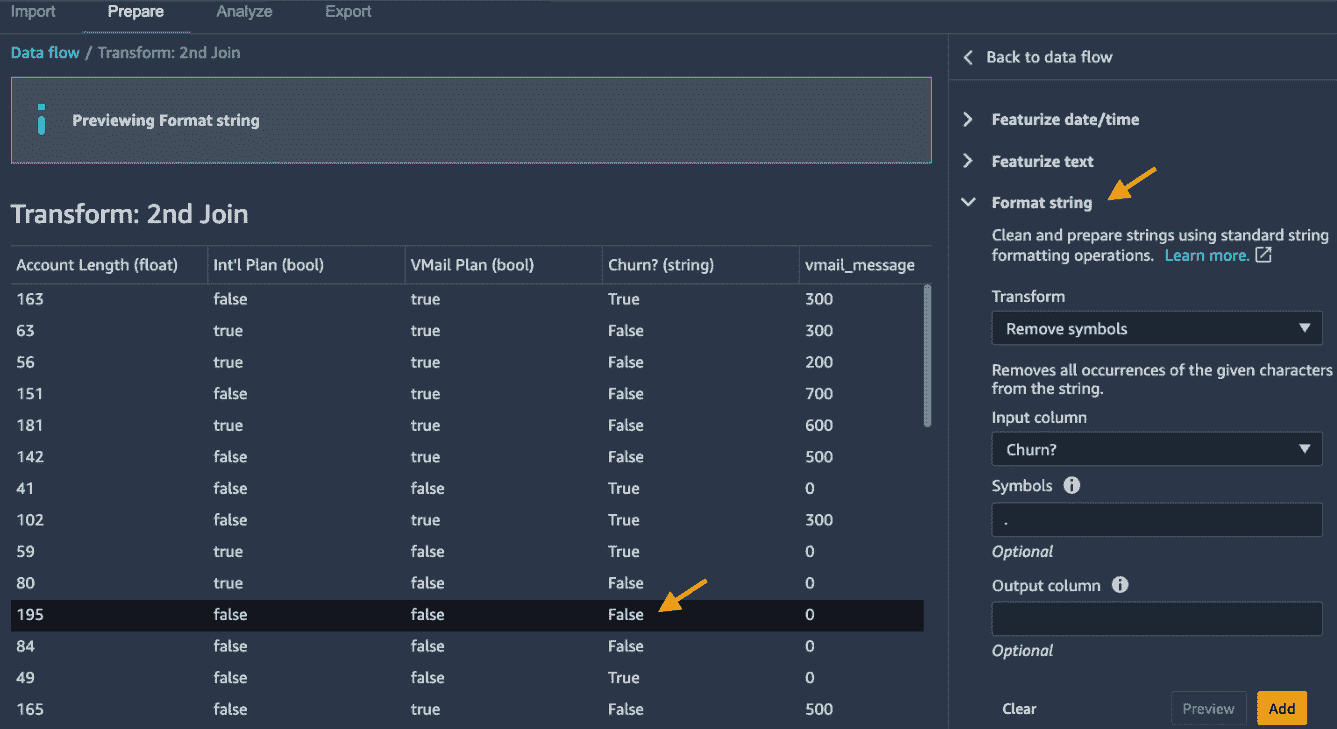 Import Prepare Analyze Export
Data flow / Transform: 2nd Join
Previewing Format string
Transform: 2nd Join
Account Length (float) Int'l Plan (bool) VMail Plan (bool) Churn? (string) vmail_message
163 false true True 300
63 true true False 300
56 true true False 200
151 false true False 700
181 true true False 600
142 false true False 500
41 false false True 0
102 false true True 300
59 true false True 0
80 true false False 0
195 false false False 0
84 false false False 0
49 false false True 0
165 false true False 500
Back to data flow
Featurize date/time
Featurize text
Format string
Clean and prepare strings using standard string
formatting operations. Learn more.
Transform
Remove symbols
Removes all occurrences of the given characters
from the string.
Input column
Churn?
Symbols
.
Optional
Output column
Optional
Clear Preview Add